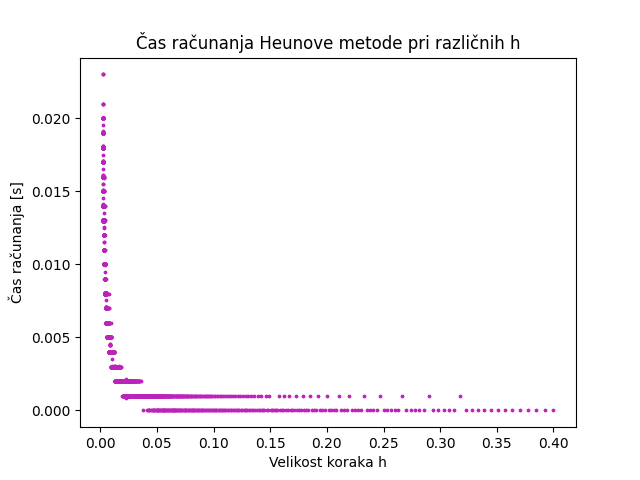 Čas računanja Heunove metode pri različnih h
Čas računanja [s]
0.020
0.015
0.010
0.005
0.000
0.00 0.05 0.10 0.15 0.20 0.25 0.30 0.35 0.40
Velikost koraka h